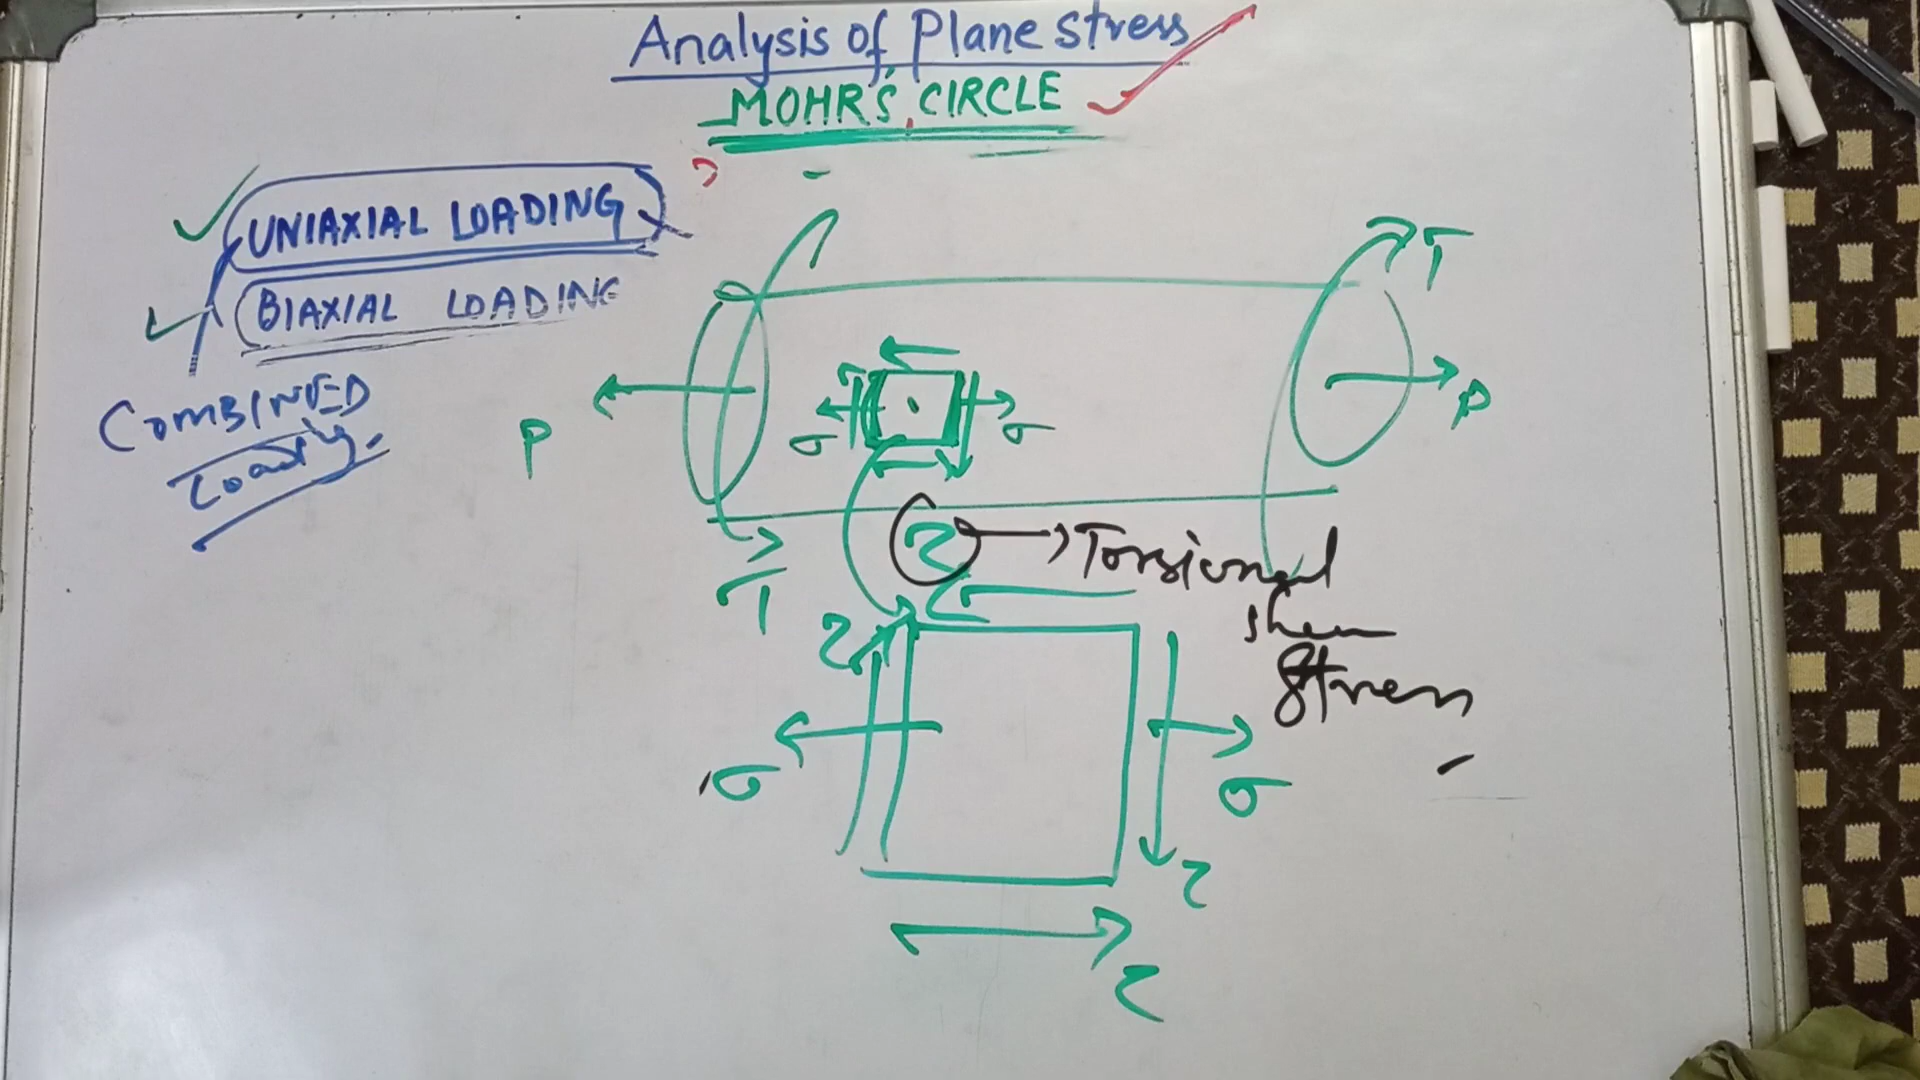 Analysis of Plane Stress
MOHR'S CIRCLE
UNIAXIAL LOADING
BIAXIAL LOADING
COMBINED
Loading
T
P
P
σ
σ
τ
Torsional
shear
Stress
T
τ
σ
σ
τ
τ